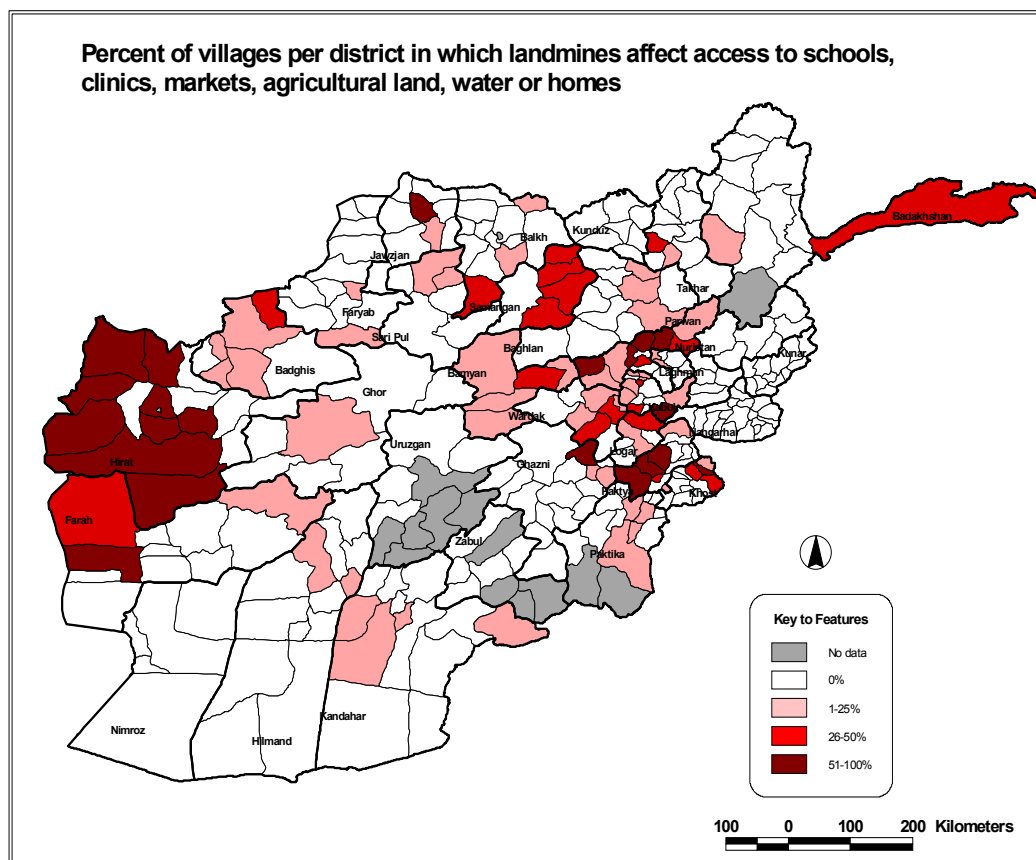 Percent of villages per district in which landmines affect access to schools,
clinics, markets, agricultural land, water or homes
Badakhshan
Balkh
Kunduz
Jawzjan
Takhar
Samangan
Faryab
Parwan
Sari Pul
Baghlan
Nuristan
Kunar
Badghis
Bamyan
Laghman
Ghor
Wardak
Kabul
Uruzgan
Nangarhar
Hirat
Ghazni
Logar
Paktya
Khost
Farah
Zabul
Paktika
Kandahar
Nimroz
Hilmand
Key to Features
No data
0%
1-25%
26-50%
51-100%
100 0 100 200 Kilometers